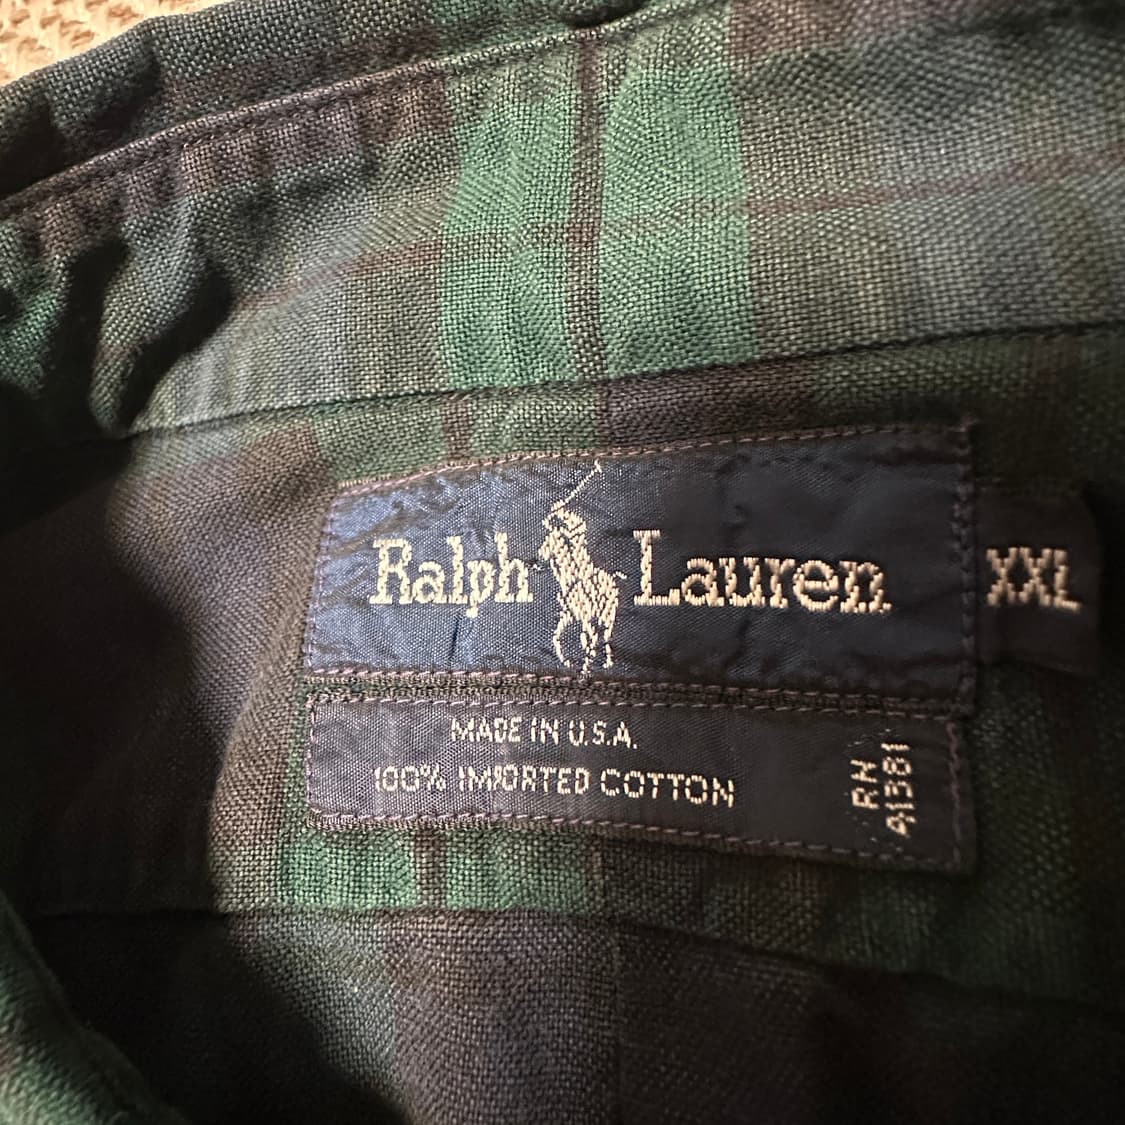 Ralph Lauren
XXL
MADE IN U.S.A.
100% IMPORTED COTTON
RN
41381